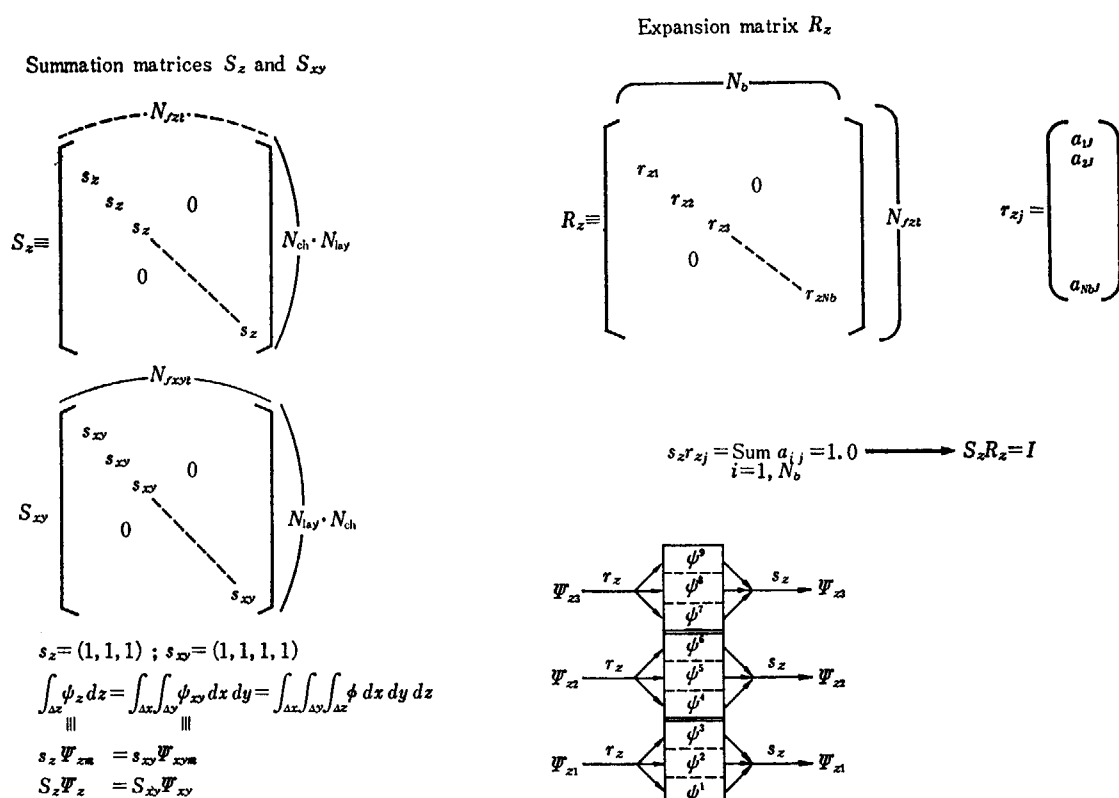 Summation matrices S_z and S_xy
N_fzt
s_z
s_z 0
s_z
S_z≡ N_ch·N_lay
0
s_z
N_fxyt
s_xy
s_xy 0
s_xy
S_xy N_lay·N_ch
0
s_xy
s_z=(1, 1, 1) ; s_xy=(1, 1, 1, 1)
∫_Δz ψ_z dz=∫_Δx∫_Δy ψ_xy dx dy=∫_Δx∫_Δy∫_Δz ϕ dx dy dz
||| |||
s_z Ψ_zm =s_xy Ψ_xym
S_z Ψ_z =S_xy Ψ_xy
Expansion matrix R_z
N_b
r_z1
r_z2 0
r_z3
R_z≡ N_fzt
0
r_zNb
a_1J
a_2J
r_zj=
a_NbJ
s_z r_zj=Sum a_ij=1.0 → S_z R_z=I
i=1, N_b
ψ^9
Ψ_z3 r_z ψ^8 s_z Ψ_z3
ψ^7
ψ^6
Ψ_z2 r_z ψ^5 s_z Ψ_z2
ψ^4
ψ^3
Ψ_z1 r_z ψ^2 s_z Ψ_z1
ψ^1